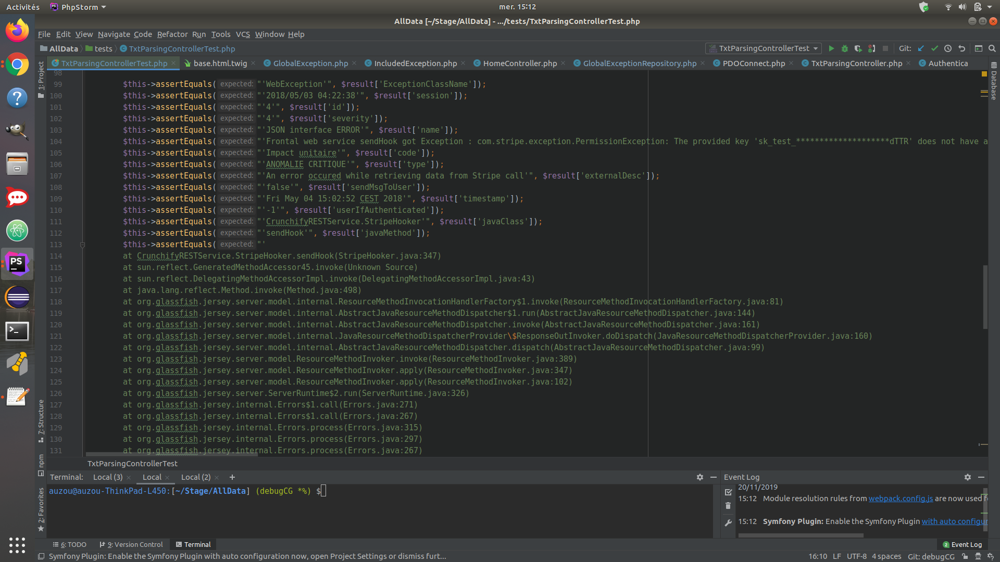 Activités PhpStorm mer. 15:12
AllData [~/Stage/AllData] - .../tests/TxtParsingControllerTest.php
File Edit View Navigate Code Refactor Run Tools VCS Window Help
AllData tests TxtParsingControllerTest.php TxtParsingControllerTest Git:
TxtParsingControllerTest.php base.html.twig GlobalException.php IncludedException.php HomeController.php GlobalExceptionRepository.php PDOConnect.php TxtParsingController.php Authentica
1: Project
Database
98
99 $this->assertEquals( expected: "'WebException'", $result['ExceptionClassName']);
100 $this->assertEquals( expected: "'2018/05/03 04:22:38'", $result['session']);
101 $this->assertEquals( expected: "'4'", $result['id']);
102 $this->assertEquals( expected: "'4'", $result['severity']);
103 $this->assertEquals( expected: "'JSON interface ERROR'", $result['name']);
104 $this->assertEquals( expected: "'Frontal web service sendHook got Exception : com.stripe.exception.PermissionException: The provided key 'sk_test_********************dTTR' does not have a
105 $this->assertEquals( expected: "'Impact unitaire'", $result['code']);
106 $this->assertEquals( expected: "'ANOMALIE CRITIQUE'", $result['type']);
107 $this->assertEquals( expected: "'An error occured while retrieving data from Stripe call'", $result['externalDesc']);
108 $this->assertEquals( expected: "'false'", $result['sendMsgToUser']);
109 $this->assertEquals( expected: "'Fri May 04 15:02:52 CEST 2018'", $result['timestamp']);
110 $this->assertEquals( expected: "'-1'", $result['userIfAuthenticated']);
111 $this->assertEquals( expected: "'CrunchifyRESTService.StripeHooker'", $result['javaClass']);
112 $this->assertEquals( expected: "'sendHook'", $result['javaMethod']);
113 $this->assertEquals( expected: "'
114 at CrunchifyRESTService.StripeHooker.sendHook(StripeHooker.java:347)
115 at sun.reflect.GeneratedMethodAccessor45.invoke(Unknown Source)
116 at sun.reflect.DelegatingMethodAccessorImpl.invoke(DelegatingMethodAccessorImpl.java:43)
117 at java.lang.reflect.Method.invoke(Method.java:498)
118 at org.glassfish.jersey.server.model.internal.ResourceMethodInvocationHandlerFactory$1.invoke(ResourceMethodInvocationHandlerFactory.java:81)
119 at org.glassfish.jersey.server.model.internal.AbstractJavaResourceMethodDispatcher$1.run(AbstractJavaResourceMethodDispatcher.java:144)
120 at org.glassfish.jersey.server.model.internal.AbstractJavaResourceMethodDispatcher.invoke(AbstractJavaResourceMethodDispatcher.java:161)
121 at org.glassfish.jersey.server.model.internal.JavaResourceMethodDispatcherProvider\$ResponseOutInvoker.doDispatch(JavaResourceMethodDispatcherProvider.java:160)
122 at org.glassfish.jersey.server.model.internal.AbstractJavaResourceMethodDispatcher.dispatch(AbstractJavaResourceMethodDispatcher.java:99)
123 at org.glassfish.jersey.server.model.ResourceMethodInvoker.invoke(ResourceMethodInvoker.java:389)
124 at org.glassfish.jersey.server.model.ResourceMethodInvoker.apply(ResourceMethodInvoker.java:347)
125 at org.glassfish.jersey.server.model.ResourceMethodInvoker.apply(ResourceMethodInvoker.java:102)
126 at org.glassfish.jersey.server.ServerRuntime$2.run(ServerRuntime.java:326)
127 at org.glassfish.jersey.internal.Errors$1.call(Errors.java:271)
128 at org.glassfish.jersey.internal.Errors$1.call(Errors.java:267)
129 at org.glassfish.jersey.internal.Errors.process(Errors.java:315)
130 at org.glassfish.jersey.internal.Errors.process(Errors.java:297)
131 at org.glassfish.jersey.internal.Errors.process(Errors.java:267)
7: Structure
npm
2: Favorites
TxtParsingControllerTest
Terminal: Local (3) Local Local (2) +
auzou@auzou-ThinkPad-L450:[~/Stage/AllData] (debugCG *%) $
Event Log
20/11/2019
15:12 Module resolution rules from webpack.config.js are now used f
15:12 Symfony Plugin: Enable the Symfony Plugin with auto configur
6: TODO 9: Version Control Terminal 2 Event Log
Symfony Plugin: Enable the Symfony Plugin with auto configuration now, open Project Settings or dismiss furt... 16:10 LF UTF-8 4 spaces Git: debugCG